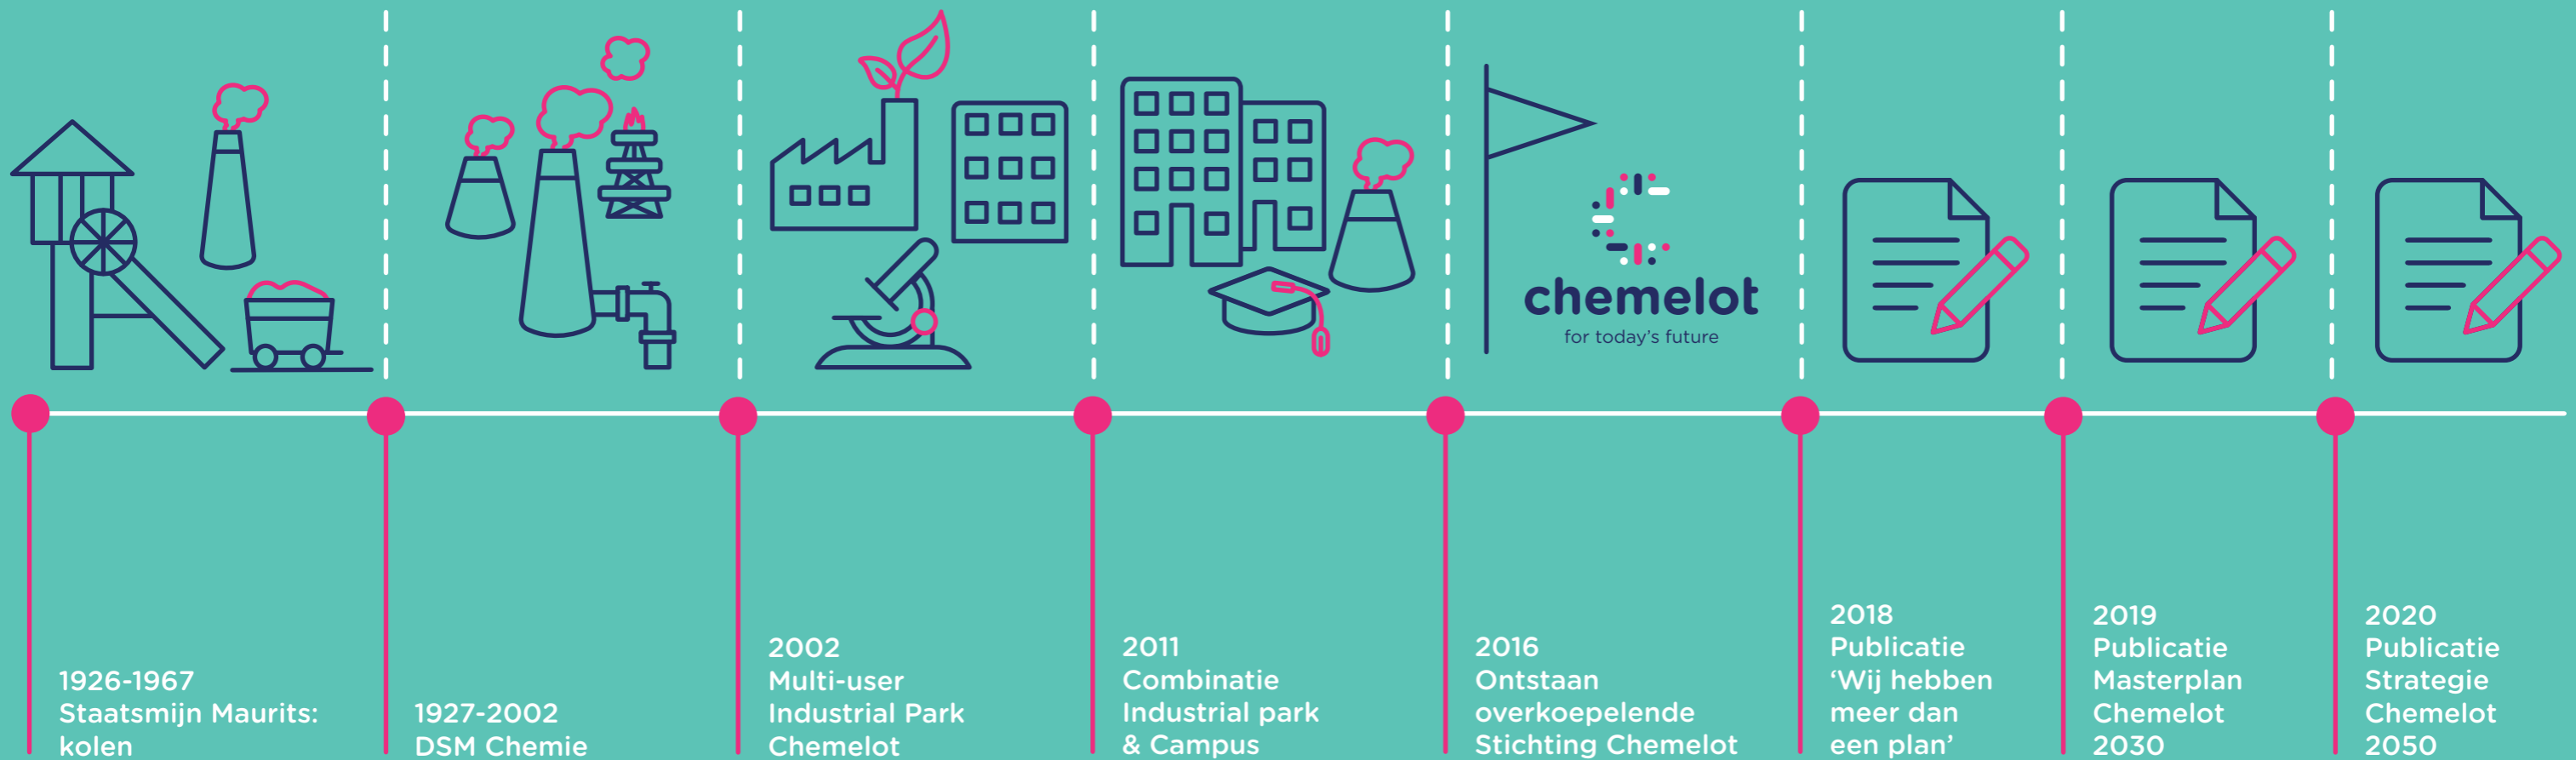 chemelot
for today's future
1926-1967
Staatsmijn Maurits:
kolen
1927-2002
DSM Chemie
2002
Multi-user
Industrial Park
Chemelot
2011
Combinatie
Industrial park
& Campus
2016
Ontstaan
overkoepelende
Stichting Chemelot
2018
Publicatie
‘Wij hebben
meer dan
een plan’
2019
Publicatie
Masterplan
Chemelot
2030
2020
Publicatie
Strategie
Chemelot
2050